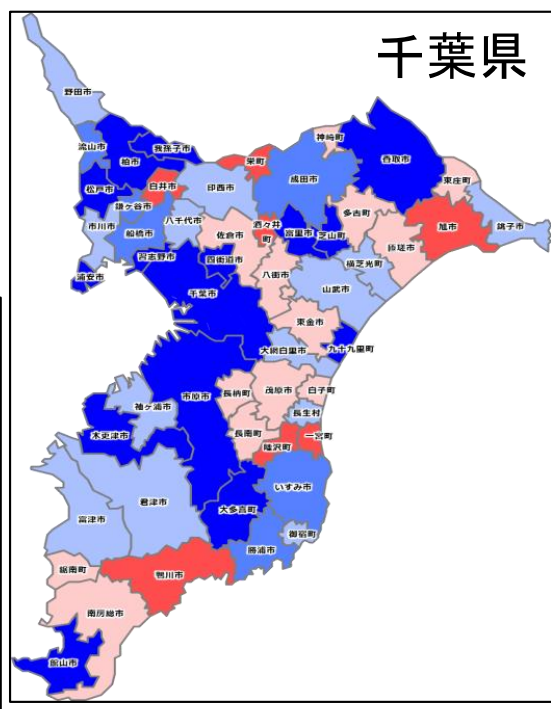 千葉県
野田市
流山市
柏市
我孫子市
松戸市
白井市
栄町
神崎町
香取市
東庄町
鎌ケ谷市
印西市
成田市
市川市
船橋市
八千代市
佐倉市
酒々井
町
富里市
芝山町
多古町
匝瑳市
旭市
銚子市
浦安市
習志野市
四街道市
千葉市
八街市
横芝光町
山武市
東金市
大網白里市
九十九里町
市原市
袖ヶ浦市
木更津市
長柄町
茂原市
白子町
長生村
長南町
睦沢町
一宮町
いすみ市
君津市
富津市
大多喜町
勝浦市
御宿町
鋸南町
鴨川市
南房総市
館山市